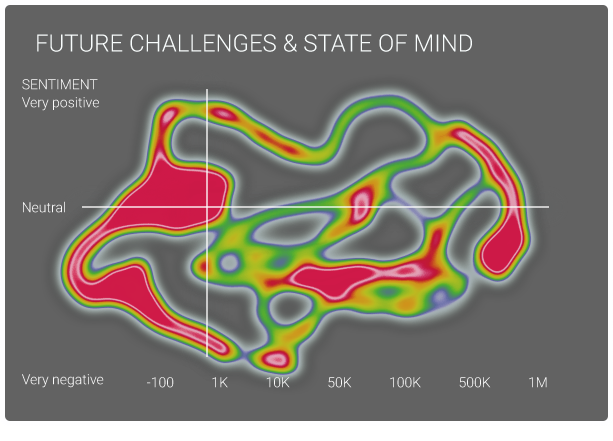 FUTURE CHALLENGES & STATE OF MIND
SENTIMENT
Very positive
Neutral
Very negative
-100 1K 10K 50K 100K 500K 1M